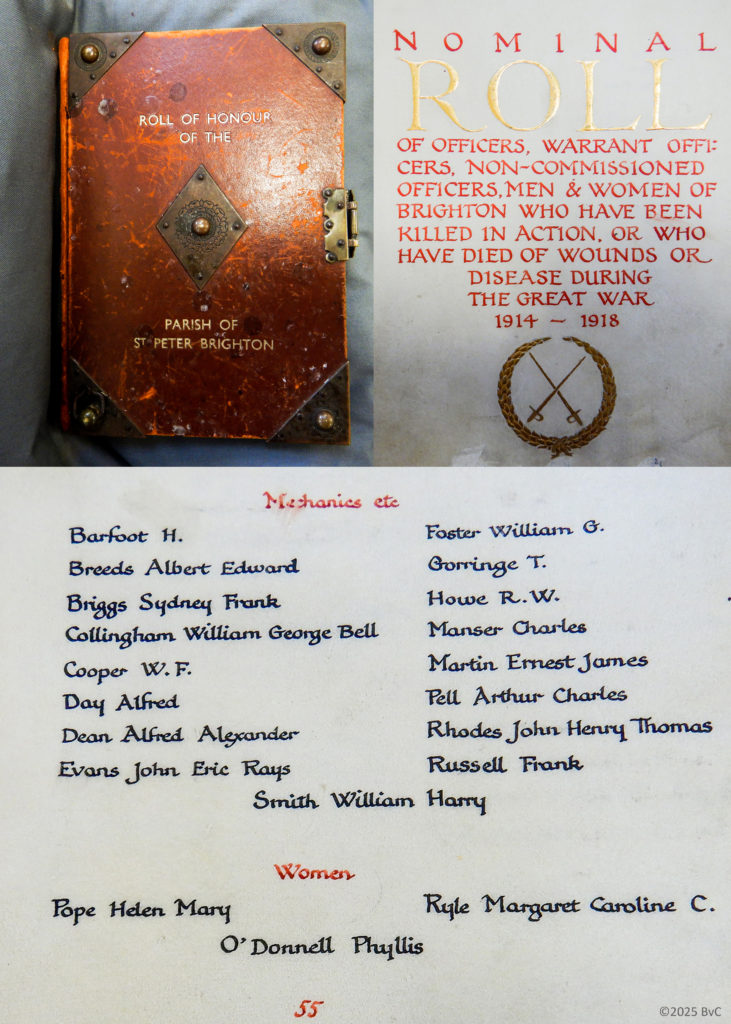 ROLL OF HONOUR
OF THE
PARISH OF
ST PETER BRIGHTON
NOMINAL
ROLL
OF OFFICERS, WARRANT OFFI:
CERS, NON-COMMISSIONED
OFFICERS, MEN & WOMEN OF
BRIGHTON WHO HAVE BEEN
KILLED IN ACTION, OR WHO
HAVE DIED OF WOUNDS OR
DISEASE DURING
THE GREAT WAR
1914 – 1918
Mechanics etc
Barfoot H.
Breeds Albert Edward
Briggs Sydney Frank
Collingham William George Bell
Cooper W. F.
Day Alfred
Dean Alfred Alexander
Evans John Eric Rays
Foster William G.
Gorringe T.
Howe R. W.
Manser Charles
Martin Ernest James
Pell Arthur Charles
Rhodes John Henry Thomas
Russell Frank
Smith William Harry
Women
Pope Helen Mary
Ryle Margaret Caroline C.
O'Donnell Phyllis
55
©2025 BvC